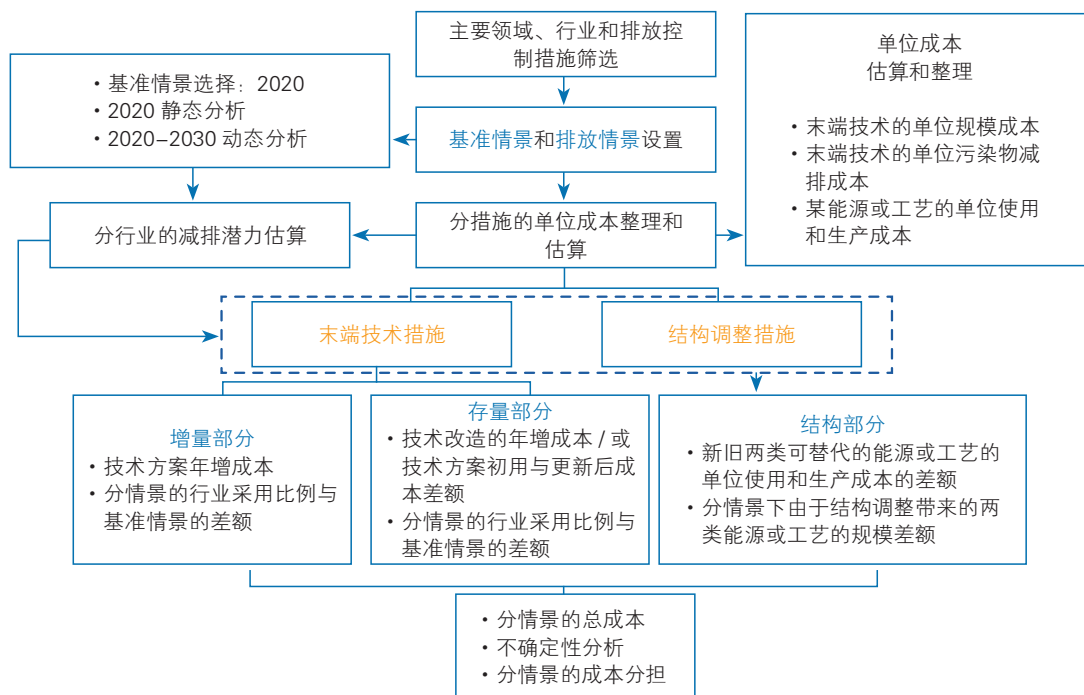 主要领域、行业和排放控
制措施筛选
• 基准情景选择：2020
• 2020 静态分析
• 2020–2030 动态分析
基准情景和排放情景设置
单位成本
估算和整理
• 末端技术的单位规模成本
• 末端技术的单位污染物减
排成本
• 某能源或工艺的单位使用
和生产成本
分行业的减排潜力估算
分措施的单位成本整理和
估算
末端技术措施
结构调整措施
增量部分
• 技术方案年增成本
• 分情景的行业采用比例与
基准情景的差额
存量部分
• 技术改造的年增成本 / 或
技术方案初用与更新后成
本差额
• 分情景的行业采用比例与
基准情景的差额
结构部分
• 新旧两类可替代的能源或工艺的
单位使用和生产成本的差额
• 分情景下由于结构调整带来的两
类能源或工艺的规模差额
• 分情景的总成本
• 不确定性分析
• 分情景的成本分担